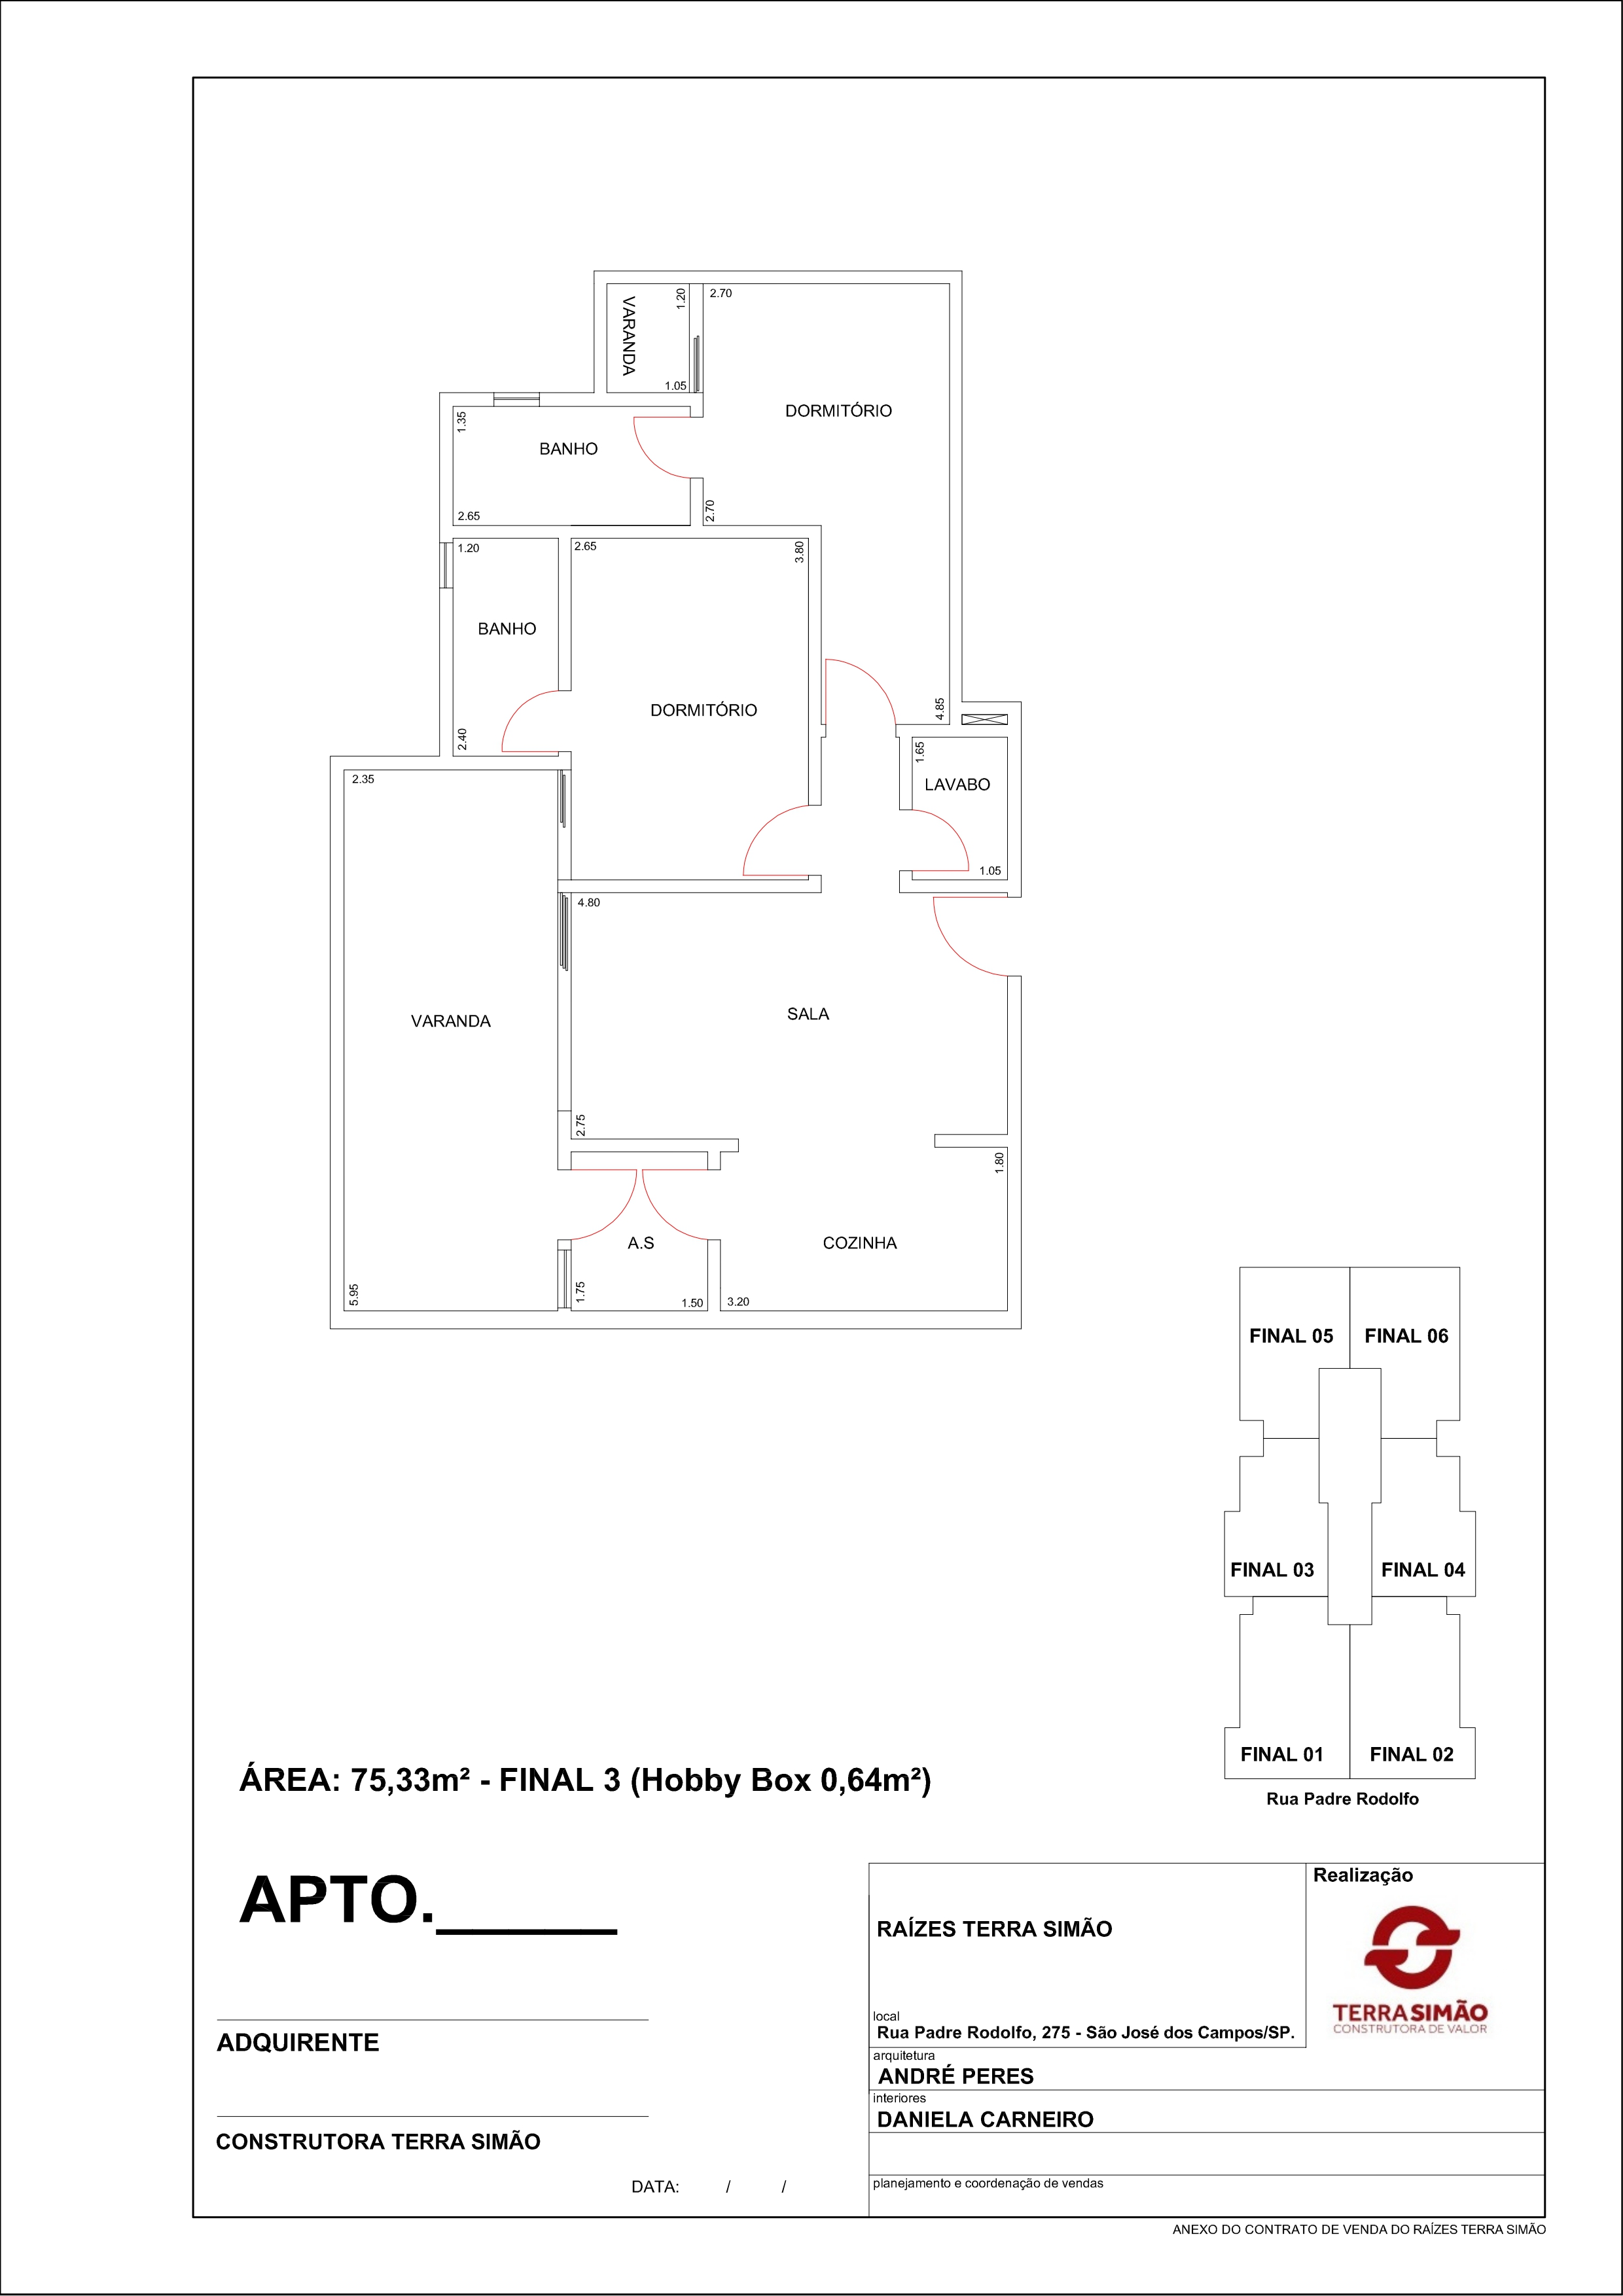 VARANDA
1.20
1.05
2.70
DORMITÓRIO
1.35
BANHO
2.65
2.70
1.20
2.65
3.80
BANHO
DORMITÓRIO
2.40
4.85
1.65
LAVABO
1.05
2.35
4.80
VARANDA
SALA
2.75
1.80
A.S
COZINHA
5.95
1.75
1.50
3.20
FINAL 05
FINAL 06
FINAL 03
FINAL 04
FINAL 01
FINAL 02
Rua Padre Rodolfo
ÁREA: 75,33m² - FINAL 3 (Hobby Box 0,64m²)
APTO._____
ADQUIRENTE
CONSTRUTORA TERRA SIMÃO
DATA: / /
Realização
RAÍZES TERRA SIMÃO
TERRASIMÃO
CONSTRUTORA DE VALOR
local
Rua Padre Rodolfo, 275 - São José dos Campos/SP.
arquitetura
ANDRÉ PERES
interiores
DANIELA CARNEIRO
planejamento e coordenação de vendas
ANEXO DO CONTRATO DE VENDA DO RAÍZES TERRA SIMÃO